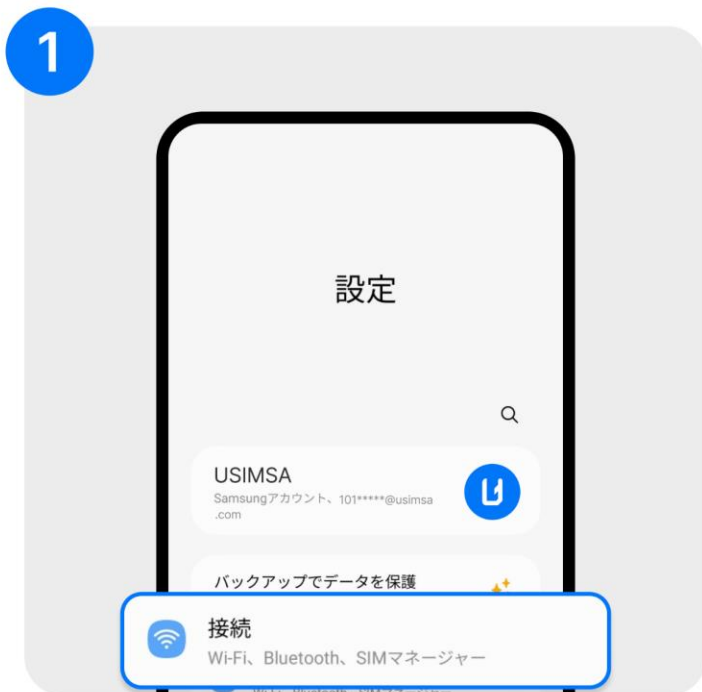 1
設定
USIMSA
Samsungアカウント、101*****@usimsa
.com
バックアップでデータを保護
接続
Wi-Fi、Bluetooth、SIMマネージャー